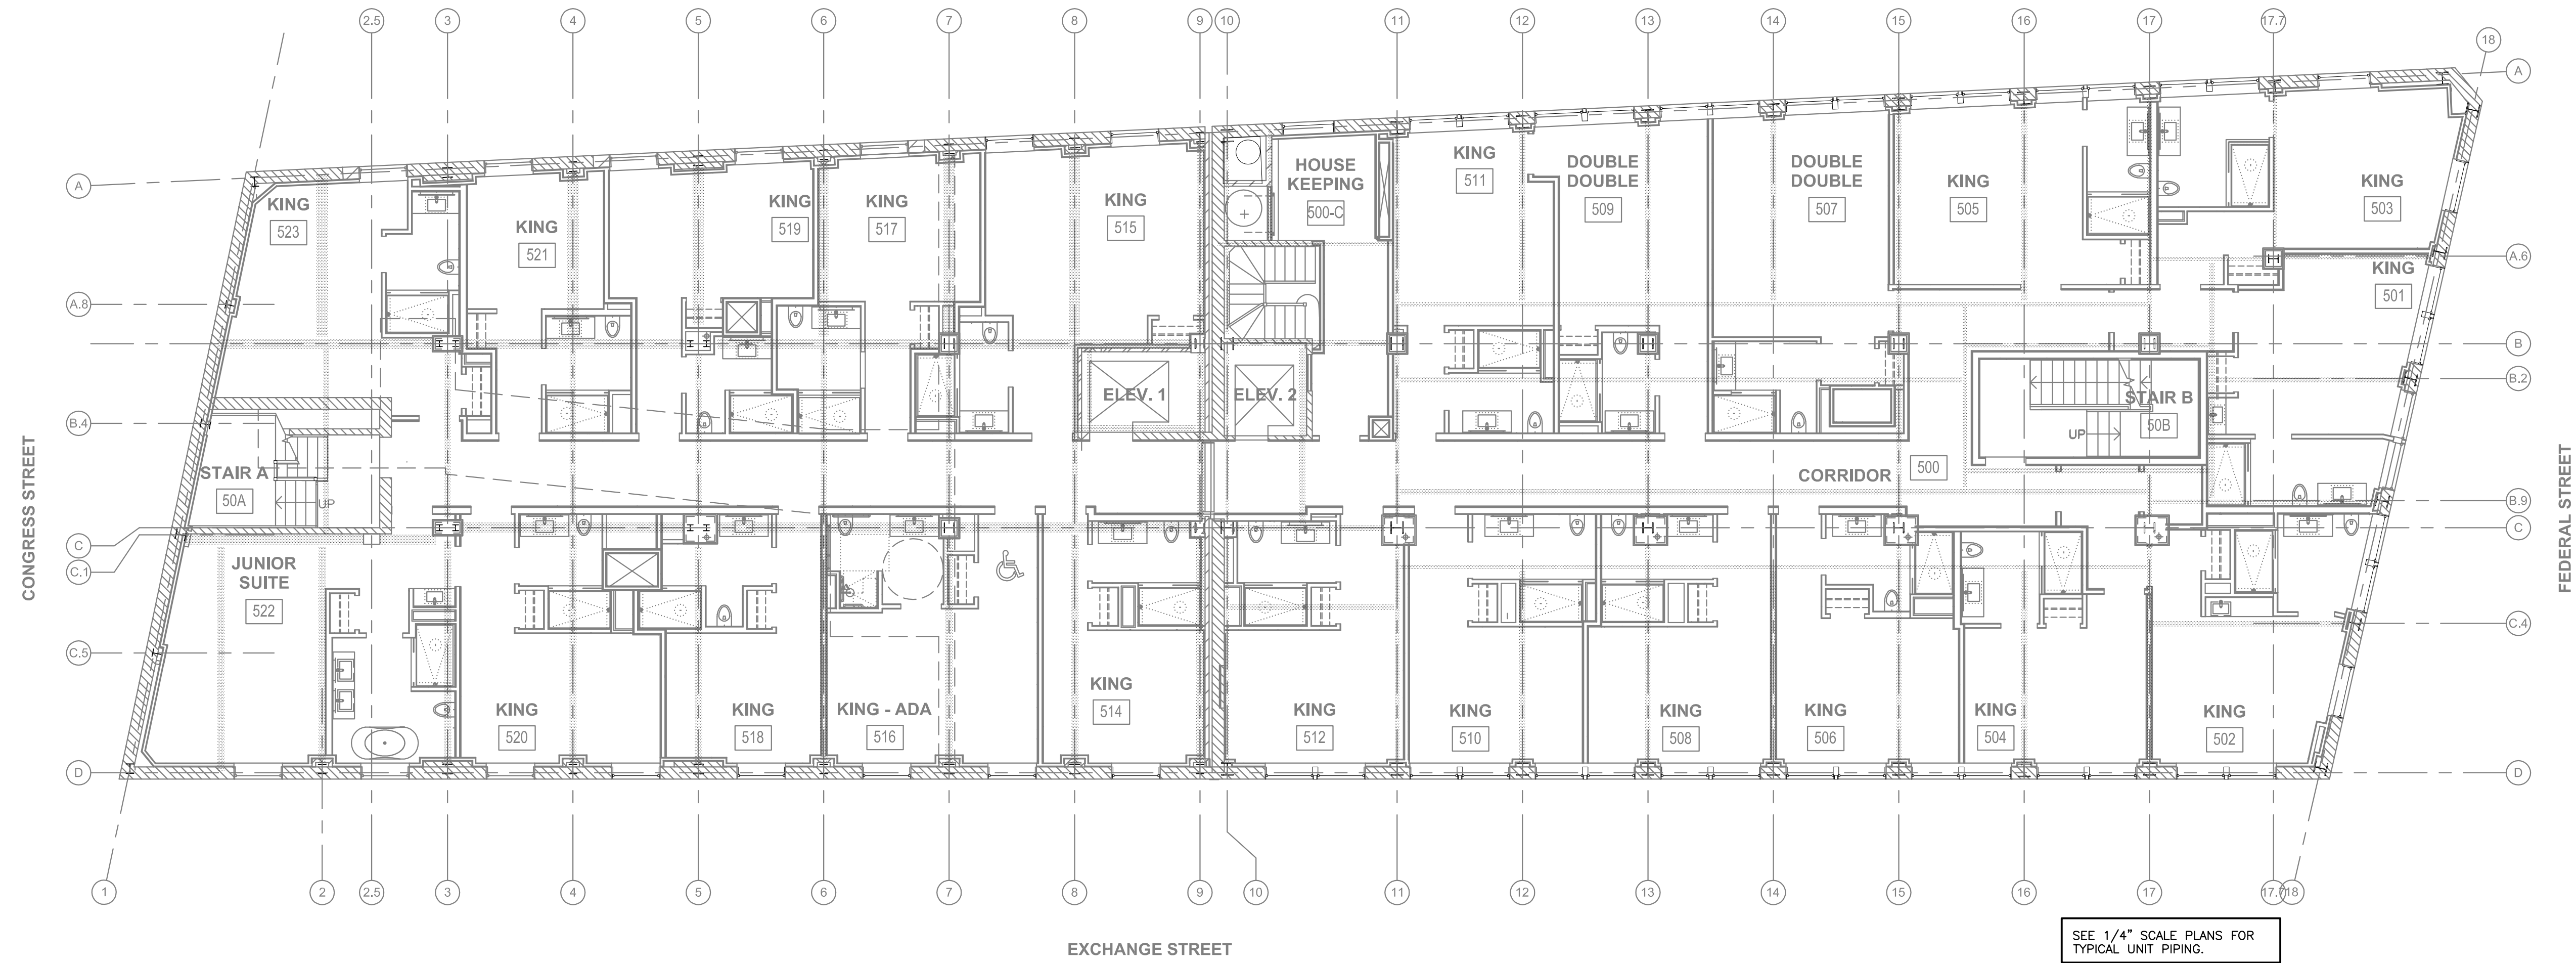 2.5 3 4 5 6 7 8 9 10 11 12 13 14 15 16 17 17.7 18
A A
KING
523
KING
521
KING
519
KING
517
KING
515
HOUSE
KEEPING
500-C
KING
511
DOUBLE
DOUBLE
509
DOUBLE
DOUBLE
507
KING
505
KING
503
KING
501
A.6
A.8
B
B.2
B.4
ELEV. 1
ELEV. 2
STAIR B
50B
UP
STAIR A
50A
UP
CORRIDOR 500
B.9
C C
C.1
C.4
C.5
CONGRESS STREET
FEDERAL STREET
JUNIOR
SUITE
522
KING
520
KING
518
KING - ADA
516
KING
514
KING
512
KING
510
KING
508
KING
506
KING
504
KING
502
D D
1 2 2.5 3 4 5 6 7 8 9 10 11 12 13 14 15 16 17 17.7 18
EXCHANGE STREET
SEE 1/4" SCALE PLANS FOR
TYPICAL UNIT PIPING.